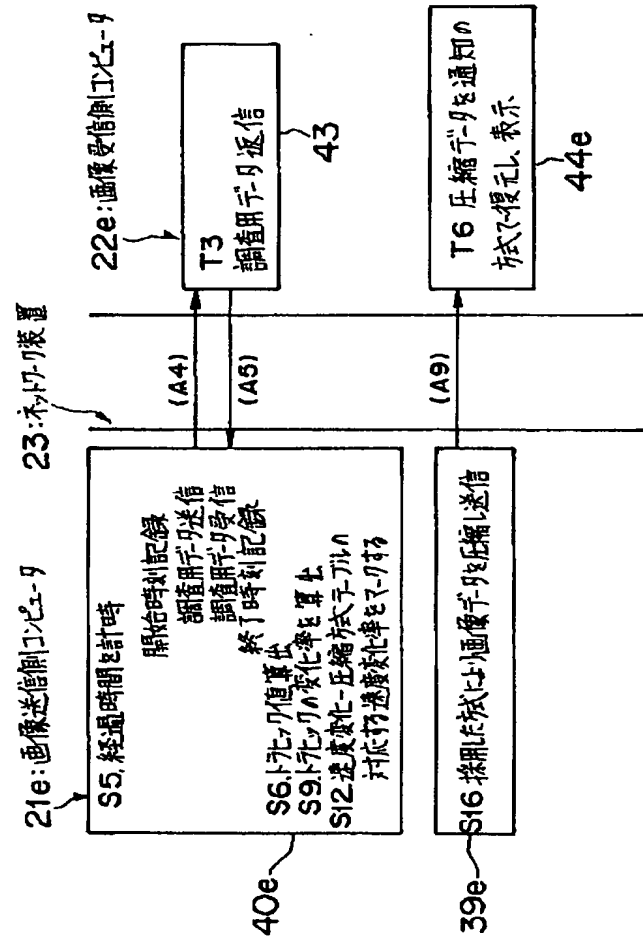 21e:画像送信側コンピュータ
23:ネットワーク装置
22e:画像受信側コンピュータ
S5.経過時間を計時
開始時刻記録
調査用データ送信
調査用データ受信
終了時刻記録
S6.トラヒック値算出
S9.トラヒックの変化率を算出
S12.速度変化-圧縮方式テーブルの
対応する速度変化率をマークする
40e
(A4)
(A5)
T3
調査用データ返信
43
S16 採用した方式により画像データを圧縮し送信
39e
(A9)
T6 圧縮データを通知の
方式で復元し、表示
44e